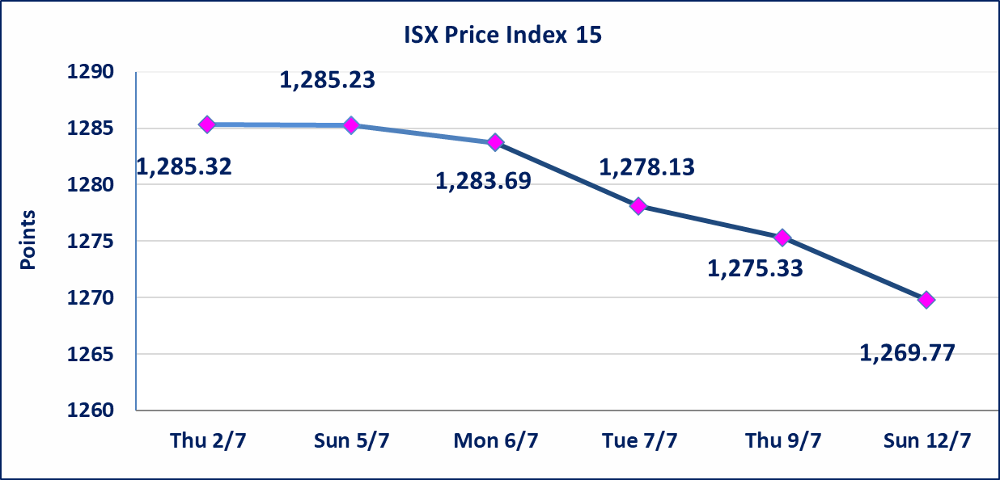 ISX Price Index 15
1290
1285
1280
1275
1270
1265
1260
Points
1,285.32
1,285.23
1,283.69
1,278.13
1,275.33
1,269.77
Thu 2/7
Sun 5/7
Mon 6/7
Tue 7/7
Thu 9/7
Sun 12/7